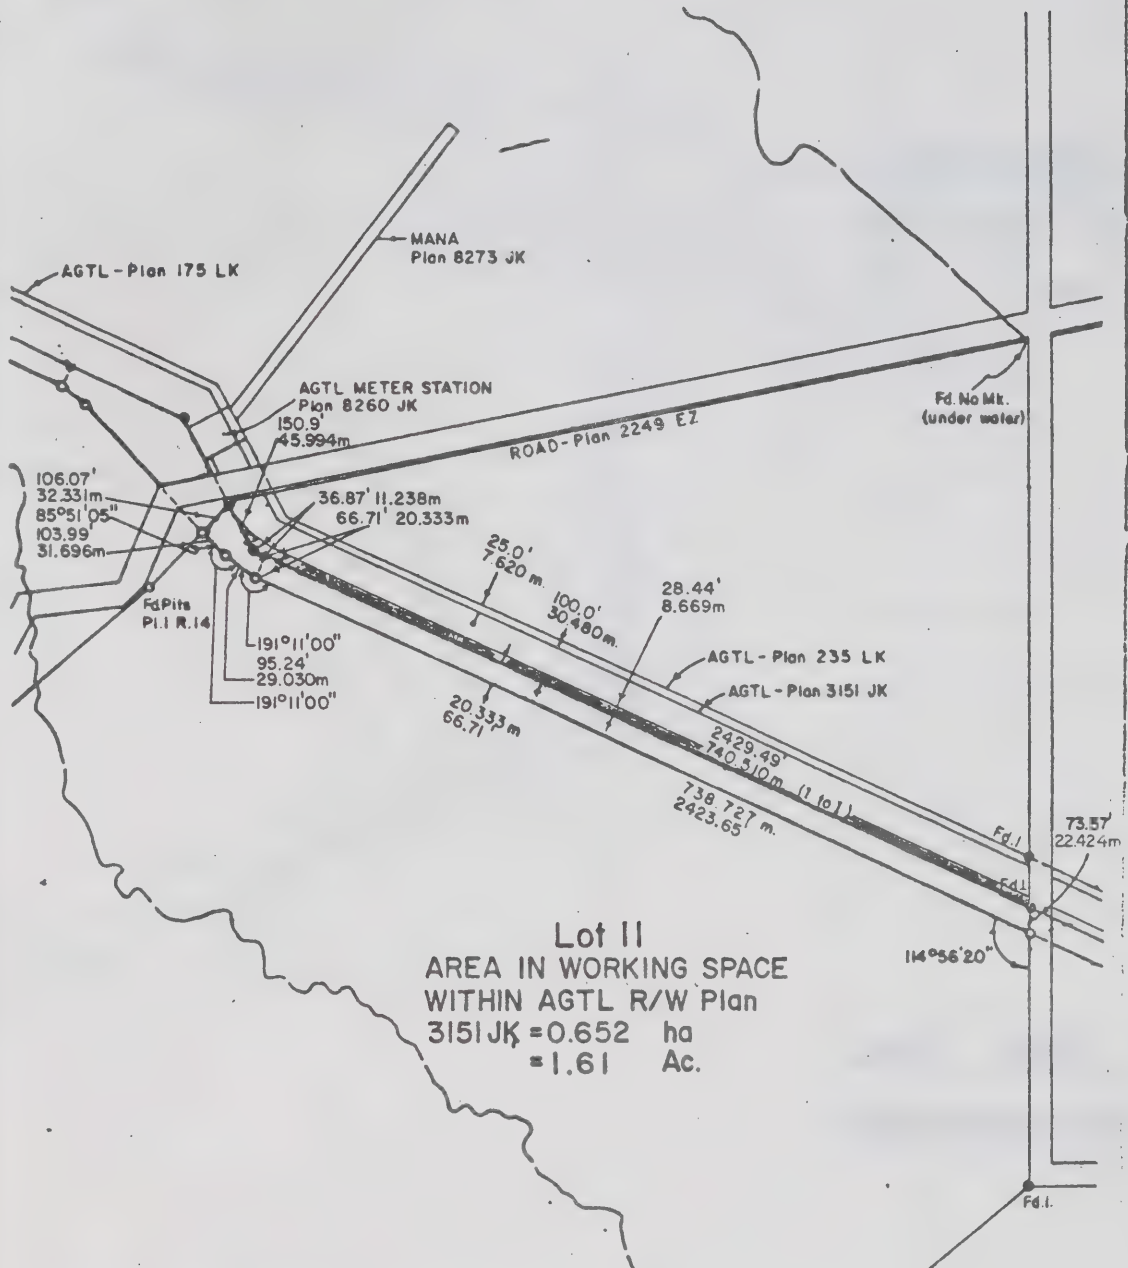 MANA
Plan 8273 JK
AGTL-Plan 175 LK
AGTL METER STATION
Plan 8260 JK
150.9'
45.994m
Fd. No Mk.
(under water)
ROAD-Plan 2249 EZ
106.07'
32.331m
85°51'05"
103.99'
31.696m
36.87' 11.238m
66.71' 20.333m
25.0'
7.620 m.
100.0'
30.480m.
28.44'
8.669m
Fd.Pits
Pl.1 R.14
191°11'00"
95.24'
29.030m
191°11'00"
AGTL-Plan 235 LK
AGTL-Plan 3151 JK
20.333m
66.71'
2429.49'
740.510m. (I to I)
738.727 m.
2423.65'
Fd.I
73.57'
22.424m
Fd.I.
114°56'20"
Lot 11
AREA IN WORKING SPACE
WITHIN AGTL R/W Plan
3151JK = 0.652 ha
= 1.61 Ac.
Fd.I.